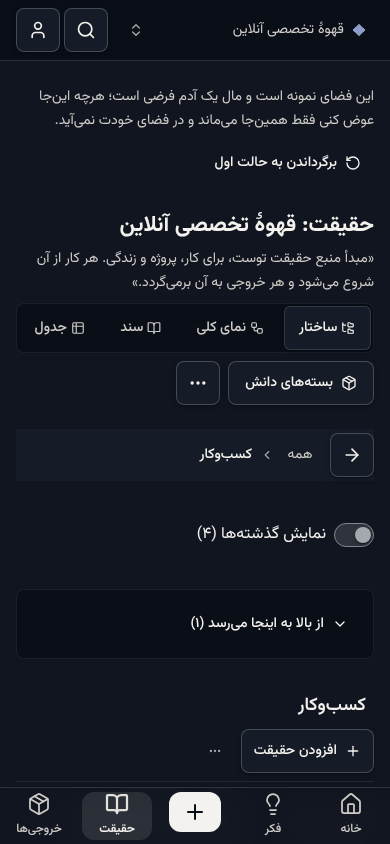 قهوهٔ تخصصی آنلاین
این فضای نمونه است و مال یک آدم فرضی است؛ هرچه این‌جا
عوض کنی فقط همین‌جا می‌ماند و در فضای خودت نمی‌آید.
برگرداندن به حالت اول
حقیقت: قهوهٔ تخصصی آنلاین
«مبدأ منبع حقیقت توست، برای کار، پروژه و زندگی. هر کار از آن
شروع می‌شود و هر خروجی به آن برمی‌گردد.»
ساختار نمای کلی سند جدول
بسته‌های دانش
همه کسب‌وکار
نمایش گذشته‌ها (۴)
از بالا به اینجا می‌رسد (۱)
کسب‌وکار
افزودن حقیقت
خانه فکر حقیقت خروجی‌ها